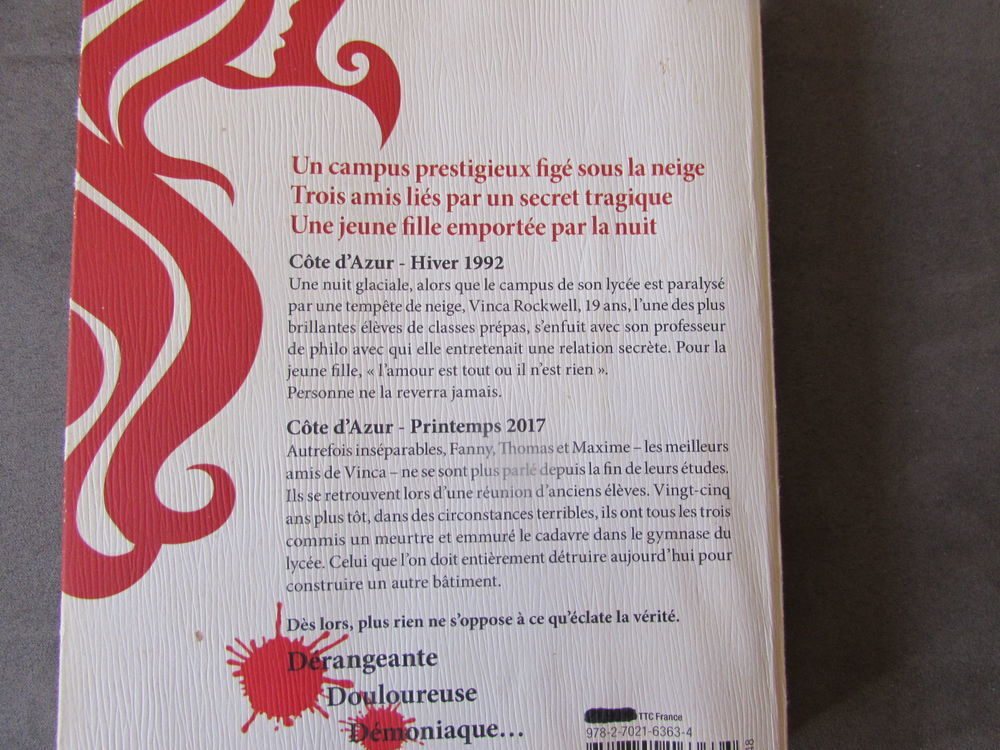 Un campus prestigieux figé sous la neige
Trois amis liés par un secret tragique
Une jeune fille emportée par la nuit
Côte d'Azur - Hiver 1992
Une nuit glaciale, alors que le campus de son lycée est paralysé
par une tempête de neige, Vinca Rockwell, 19 ans, l'une des plus
brillantes élèves de classes prépas, s'enfuit avec son professeur
de philo avec qui elle entretenait une relation secrète. Pour la
jeune fille, « l'amour est tout ou il n'est rien ».
Personne ne la reverra jamais.
Côte d'Azur - Printemps 2017
Autrefois inséparables, Fanny, Thomas et Maxime – les meilleurs
amis de Vinca – ne se sont plus parlé depuis la fin de leurs études.
Ils se retrouvent lors d'une réunion d'anciens élèves. Vingt-cinq
ans plus tôt, dans des circonstances terribles, ils ont tous les trois
commis un meurtre et emmuré le cadavre dans le gymnase du
lycée. Celui que l'on doit entièrement détruire aujourd'hui pour
construire un autre bâtiment.
Dès lors, plus rien ne s'oppose à ce qu'éclate la vérité.
Dérangeante
Douloureuse
Démoniaque...
TTC France
978-2-7021-6363-4